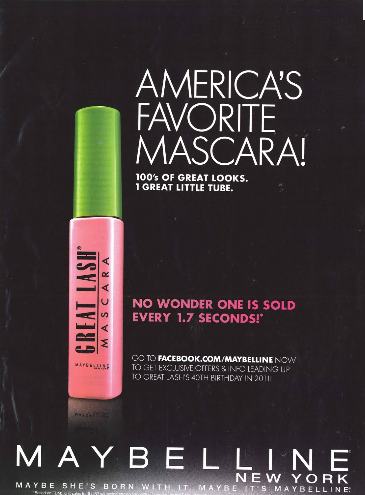 AMERICA'S
FAVORITE
MASCARA!
100's OF GREAT LOOKS.
1 GREAT LITTLE TUBE.
GREAT LASH®
MASCARA
MAYBELLINE
NO WONDER ONE IS SOLD
EVERY 1.7 SECONDS!*
GO TO FACEBOOK.COM/MAYBELLINE NOW
TO GET EXCLUSIVE OFFERS & INFO LEADING UP
TO GREAT LASH'S 40TH BIRTHDAY IN 2011!
MAYBELLINE
NEW YORK
MAYBE SHE'S BORN WITH IT. MAYBE IT'S MAYBELLINE.®